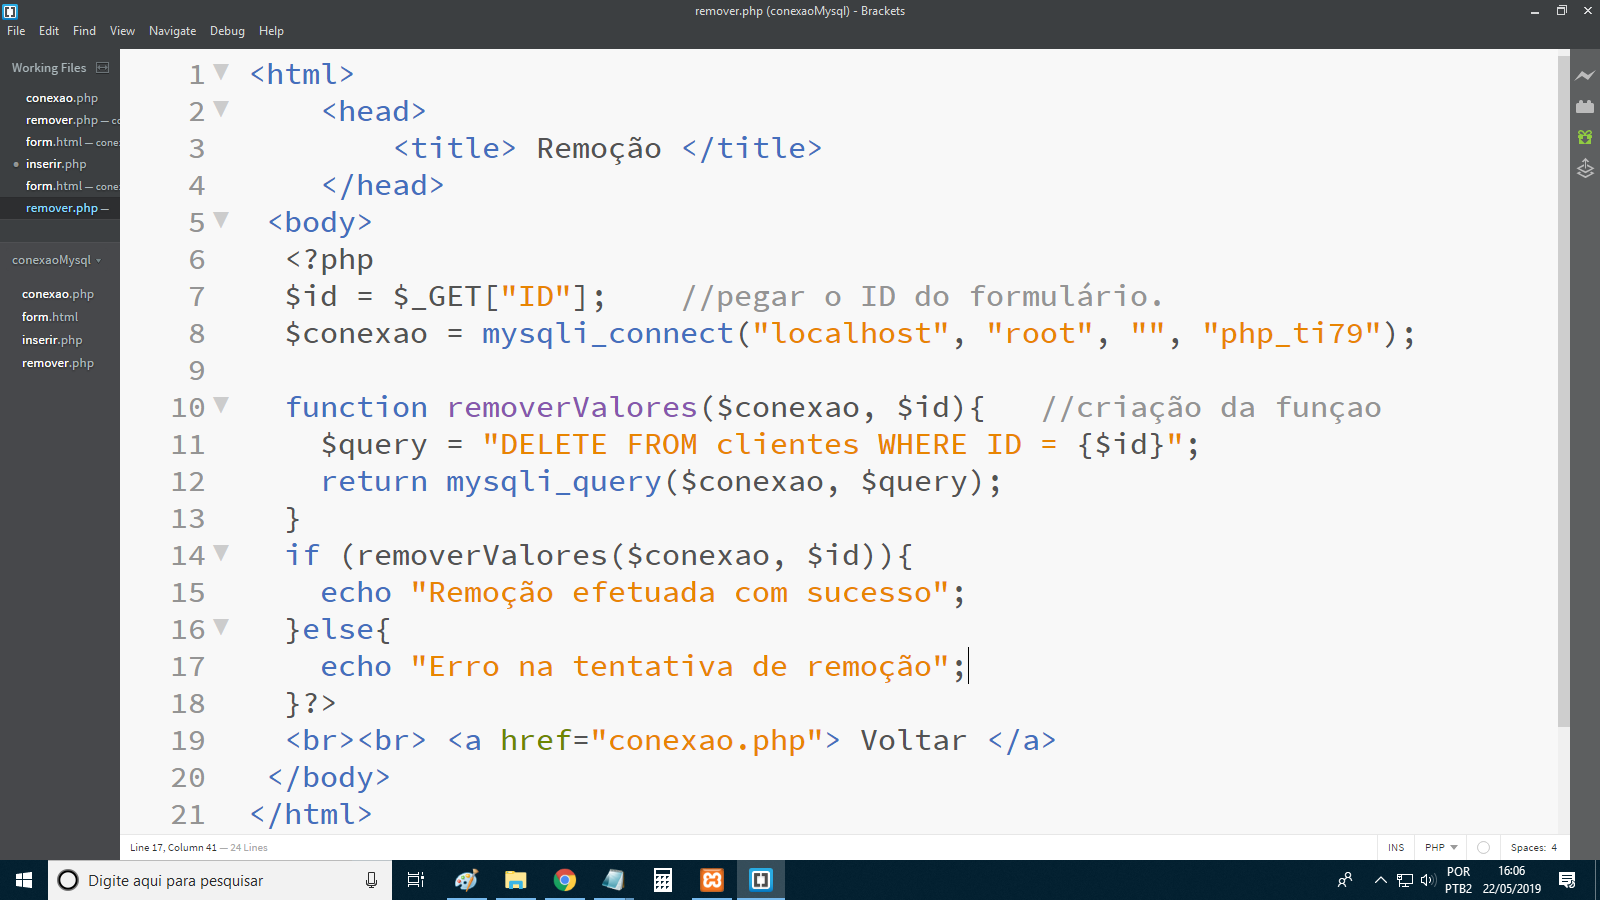 remover.php (conexaoMysql) - Brackets
File Edit Find View Navigate Debug Help
Working Files
conexao.php
remover.php — co
form.html — cone
inserir.php
form.html — cone
remover.php —
conexaoMysql
conexao.php
form.html
inserir.php
remover.php
1 <html>
2 <head>
3 <title> Remoção </title>
4 </head>
5 <body>
6 <?php
7 $id = $_GET["ID"]; //pegar o ID do formulário.
8 $conexao = mysqli_connect("localhost", "root", "", "php_ti79");
9
10 function removerValores($conexao, $id){ //criação da funçao
11 $query = "DELETE FROM clientes WHERE ID = {$id}";
12 return mysqli_query($conexao, $query);
13 }
14 if (removerValores($conexao, $id)){
15 echo "Remoção efetuada com sucesso";
16 }else{
17 echo "Erro na tentativa de remoção";
18 }?>
19 <br><br> <a href="conexao.php"> Voltar </a>
20 </body>
21 </html>
Line 17, Column 41 — 24 Lines
INS PHP Spaces: 4
Digite aqui para pesquisar
POR
PTB2
16:06
22/05/2019